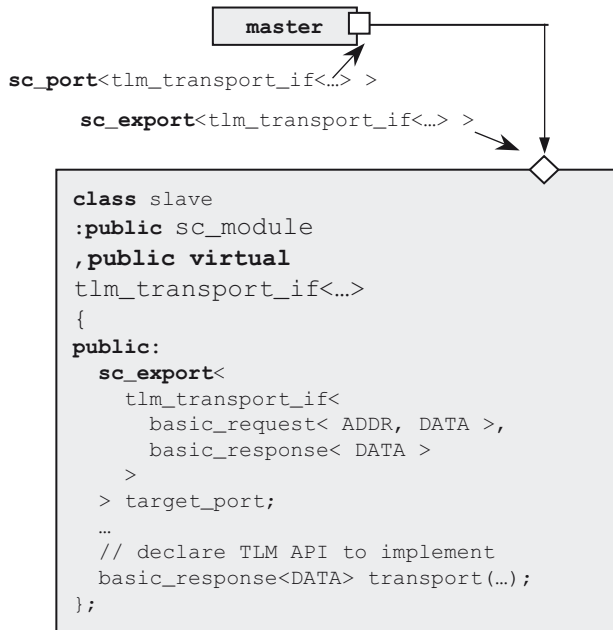 master
sc_port<tlm_transport_if<…> >
sc_export<tlm_transport_if<…> >
class slave
:public sc_module
,public virtual
tlm_transport_if<…>
{
public:
sc_export<
tlm_transport_if<
basic_request< ADDR, DATA >,
basic_response< DATA >
>
> target_port;
…
// declare TLM API to implement
basic_response<DATA> transport(…);
};